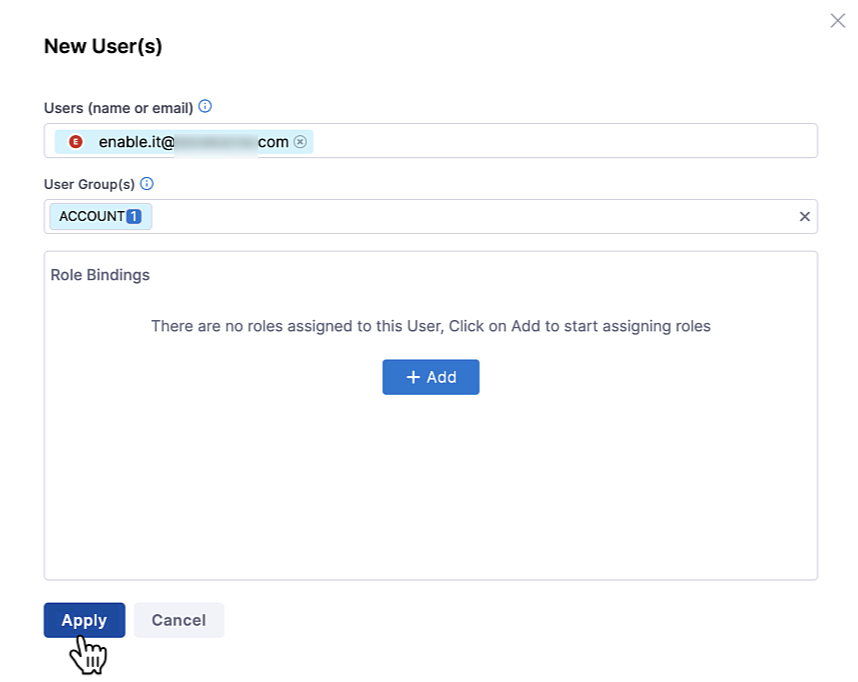 New User(s)
Users (name or email)
E enable.it@ com
User Group(s)
ACCOUNT 1
Role Bindings
There are no roles assigned to this User, Click on Add to start assigning roles
+ Add
Apply Cancel